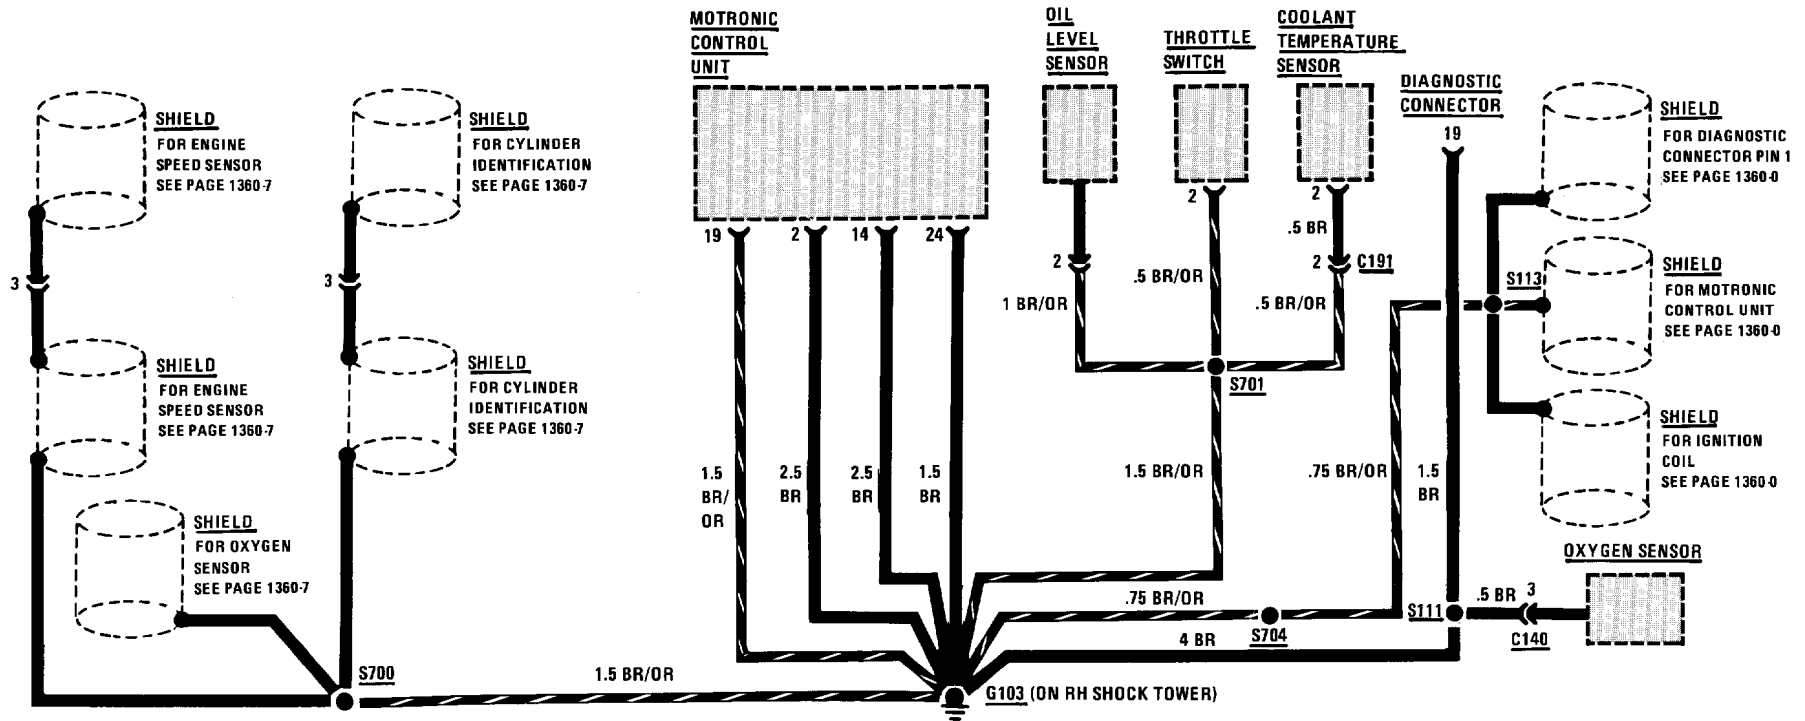 MOTRONIC
CONTROL
UNIT
OIL
LEVEL
SENSOR
THROTTLE
SWITCH
COOLANT
TEMPERATURE
SENSOR
DIAGNOSTIC
CONNECTOR
19
SHIELD
FOR ENGINE
SPEED SENSOR
SEE PAGE 1360-7
SHIELD
FOR CYLINDER
IDENTIFICATION
SEE PAGE 1360-7
SHIELD
FOR DIAGNOSTIC
CONNECTOR PIN 1
SEE PAGE 1360-0
19
2
14
24
2
2
.5 BR
3
3
2
2
C191
.5 BR/OR
1 BR/OR
.5 BR/OR
S113
SHIELD
FOR MOTRONIC
CONTROL UNIT
SEE PAGE 1360-0
SHIELD
FOR ENGINE
SPEED SENSOR
SEE PAGE 1360-7
SHIELD
FOR CYLINDER
IDENTIFICATION
SEE PAGE 1360-7
S701
SHIELD
FOR IGNITION
COIL
SEE PAGE 1360-0
1.5
BR/
OR
2.5
BR
2.5
BR
1.5
BR
1.5 BR/OR
.75 BR/OR
1.5
BR
SHIELD
FOR OXYGEN
SENSOR
SEE PAGE 1360-7
OXYGEN SENSOR
.75 BR/OR
S704
S111
.5 BR
3
C140
4 BR
S700
1.5 BR/OR
G103 (ON RH SHOCK TOWER)